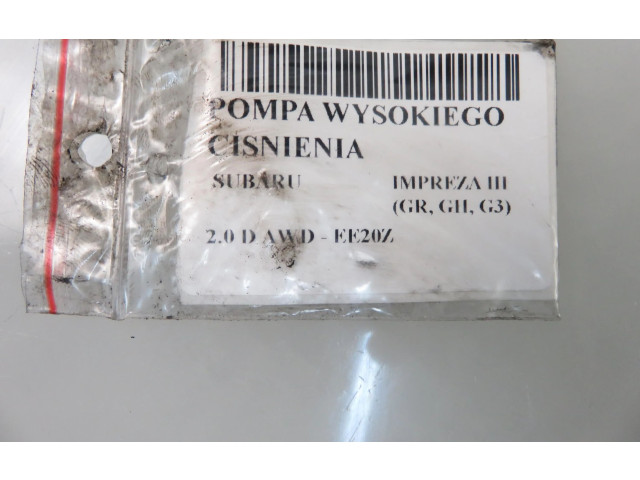 POMPA WYSOKIEGO
CISNIENIA
SUBARU IMPREZA III
(GR, GH, G3)
2.0 D AWD - EE20Z